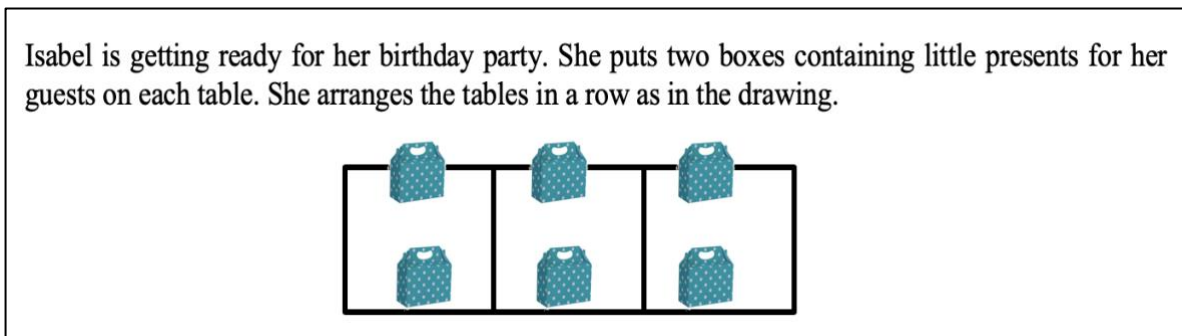 Isabel is getting ready for her birthday party. She puts two boxes containing little presents for her
guests on each table. She arranges the tables in a row as in the drawing.